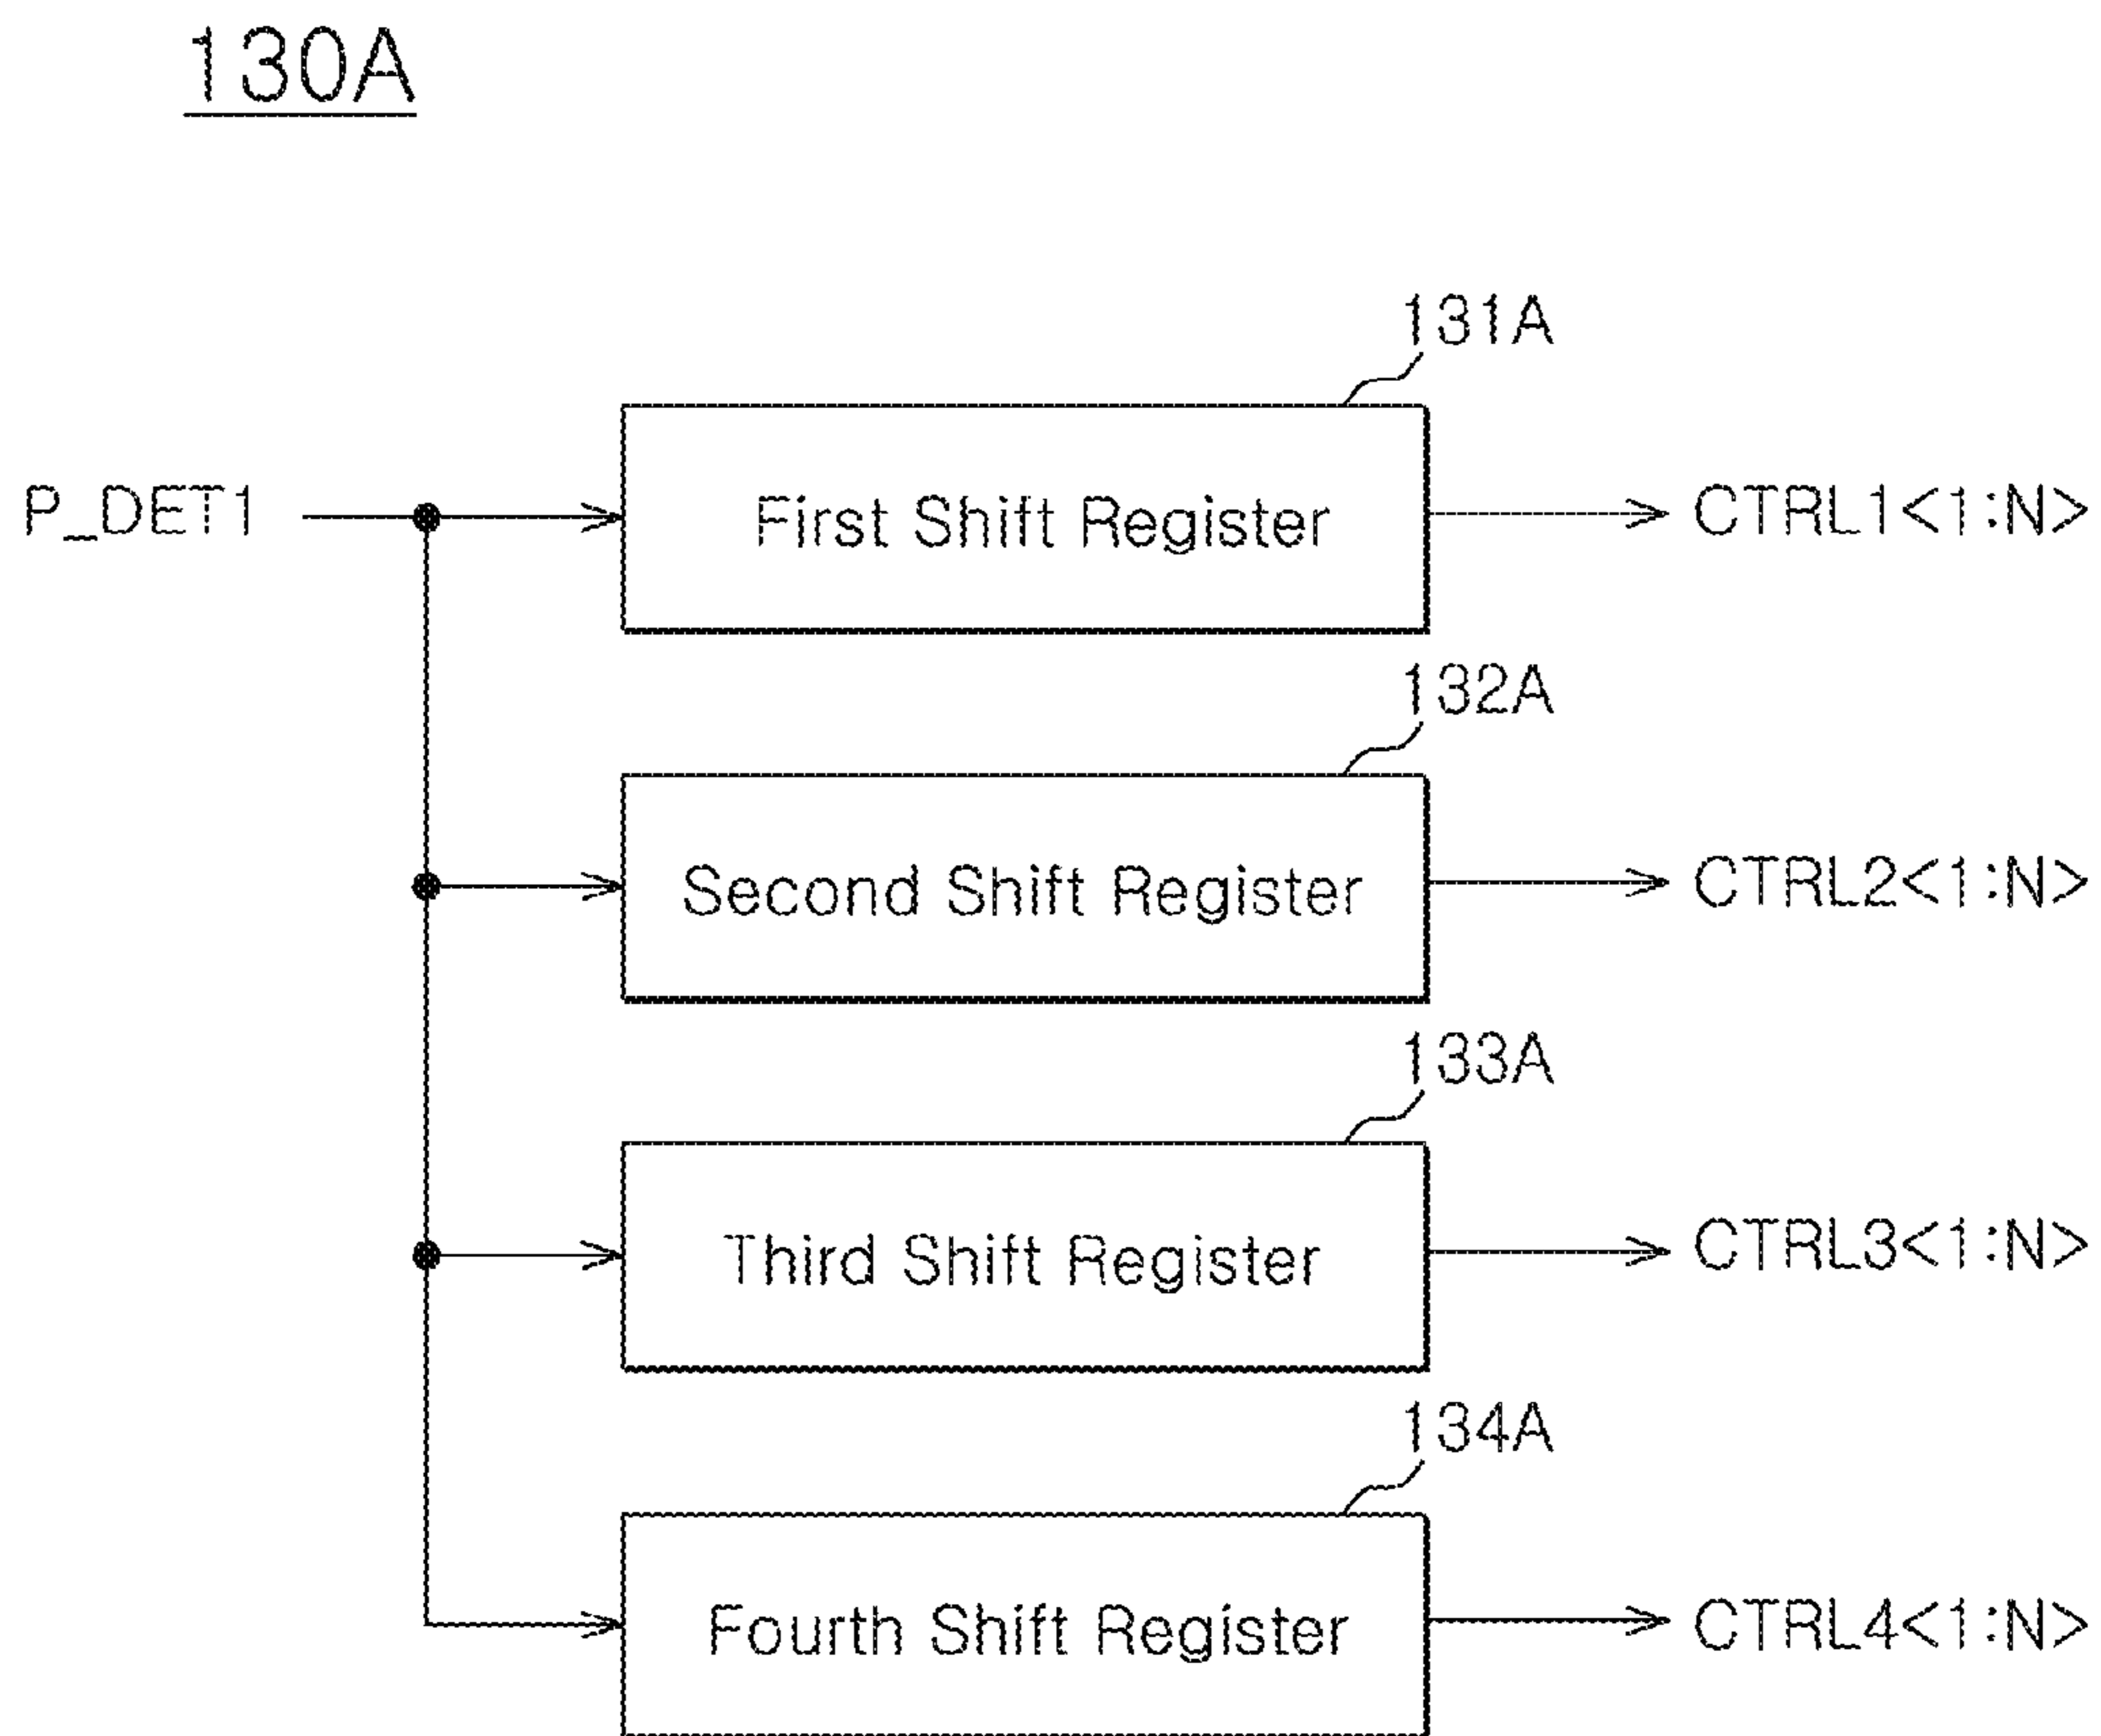 130A
131A
P_DET1
First Shift Register
CTRL1<1:N>
132A
Second Shift Register
CTRL2<1:N>
133A
Third Shift Register
CTRL3<1:N>
134A
Fourth Shift Register
CTRL4<1:N>